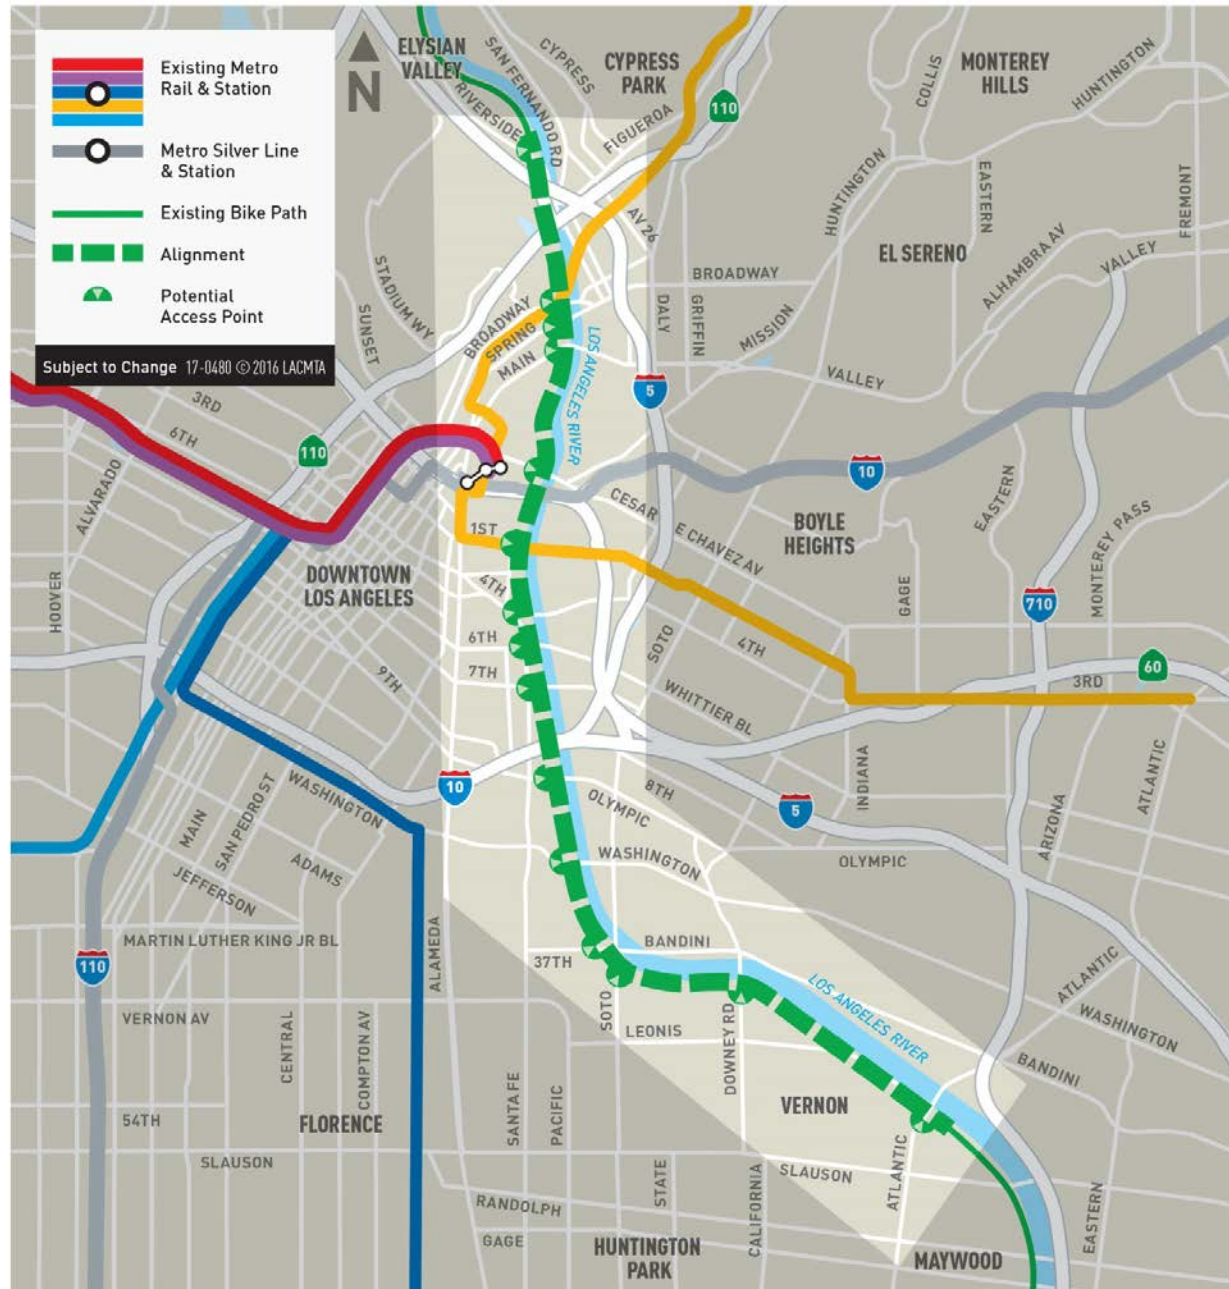 Existing Metro
Rail & Station
Metro Silver Line
& Station
Existing Bike Path
Alignment
Potential
Access Point
Subject to Change 17-0480 © 2016 LACMTA
N
ELYSIAN
VALLEY
SAN FERNANDO RD
CYPRESS
CYPRESS
PARK
MONTEREY
HILLS
COLLIS
HUNTINGTON
RIVERSIDE
FIGUEROA
110
HUNTINGTON
EASTERN
FREMONT
AV 26
EL SERENO
ALHAMBRA AV
VALLEY
STADIUM WY
SUNSET
BROADWAY
BROADWAY
SPRING
MAIN
DALY
GRIFFIN
MISSION
VALLEY
LOS ANGELES RIVER
5
3RD
6TH
110
ALVARADO
10
CESAR
E CHAVEZ AV
EASTERN
MONTEREY PASS
BOYLE
HEIGHTS
1ST
HOOVER
DOWNTOWN
LOS ANGELES
4TH
GAGE
710
6TH
SOTO
4TH
7TH
9TH
60
3RD
WHITTIER BL
INDIANA
ATLANTIC
10
8TH
5
WASHINGTON
OLYMPIC
MAIN
SAN PEDRO ST
ARIZONA
ADAMS
WASHINGTON
OLYMPIC
JEFFERSON
ALAMEDA
MARTIN LUTHER KING JR BL
BANDINI
37TH
110
ATLANTIC
LOS ANGELES RIVER
SOTO
VERNON AV
LEONIS
DOWNEY RD
WASHINGTON
CENTRAL
COMPTON AV
BANDINI
SANTA FE
PACIFIC
VERNON
54TH
FLORENCE
SLAUSON
SLAUSON
ATLANTIC
STATE
CALIFORNIA
RANDOLPH
EASTERN
GAGE
HUNTINGTON
PARK
MAYWOOD